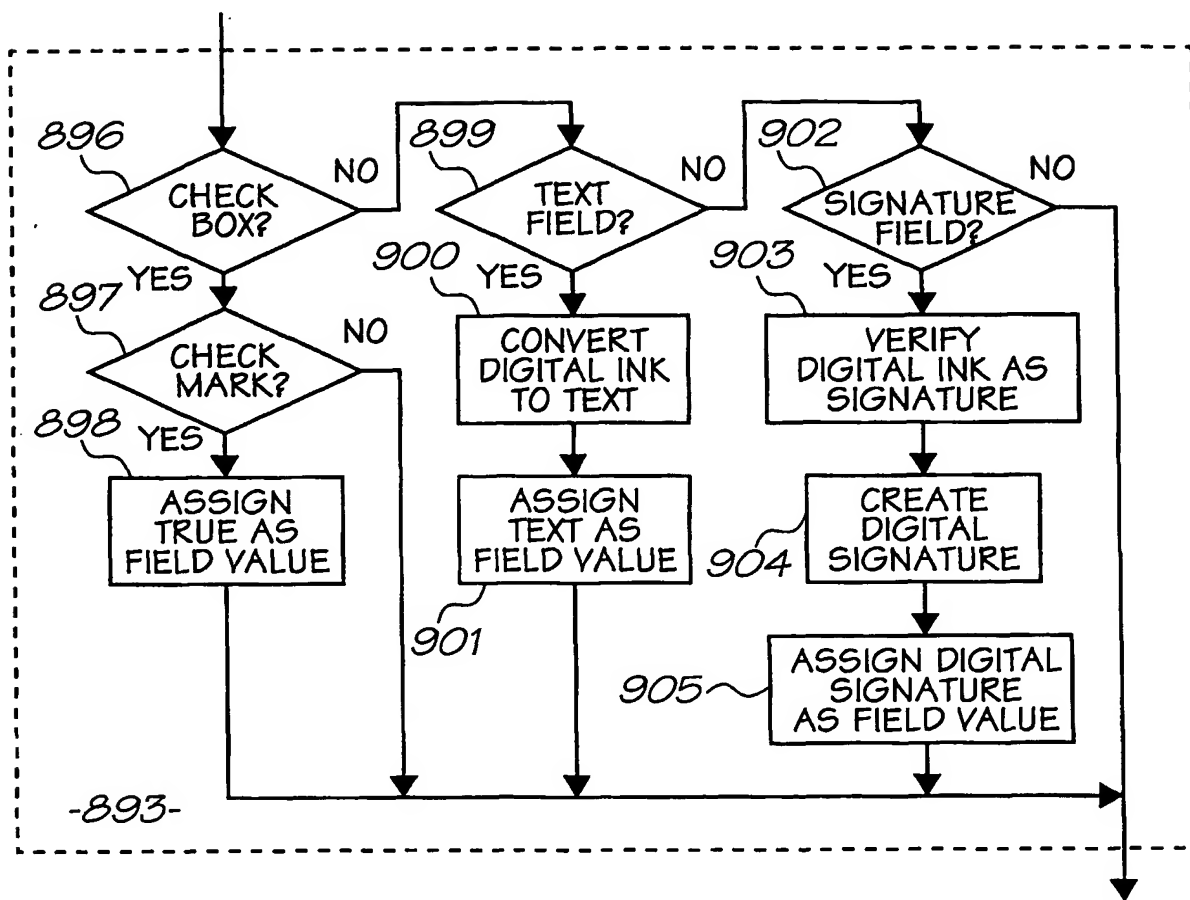 896
CHECK
BOX?
NO
YES
897
CHECK
MARK?
NO
898
YES
ASSIGN
TRUE AS
FIELD VALUE
899
TEXT
FIELD?
NO
900
YES
CONVERT
DIGITAL INK
TO TEXT
ASSIGN
TEXT AS
FIELD VALUE
901
902
SIGNATURE
FIELD?
NO
903
YES
VERIFY
DIGITAL INK AS
SIGNATURE
CREATE
DIGITAL
SIGNATURE
904
905
ASSIGN DIGITAL
SIGNATURE
AS FIELD VALUE
-893-